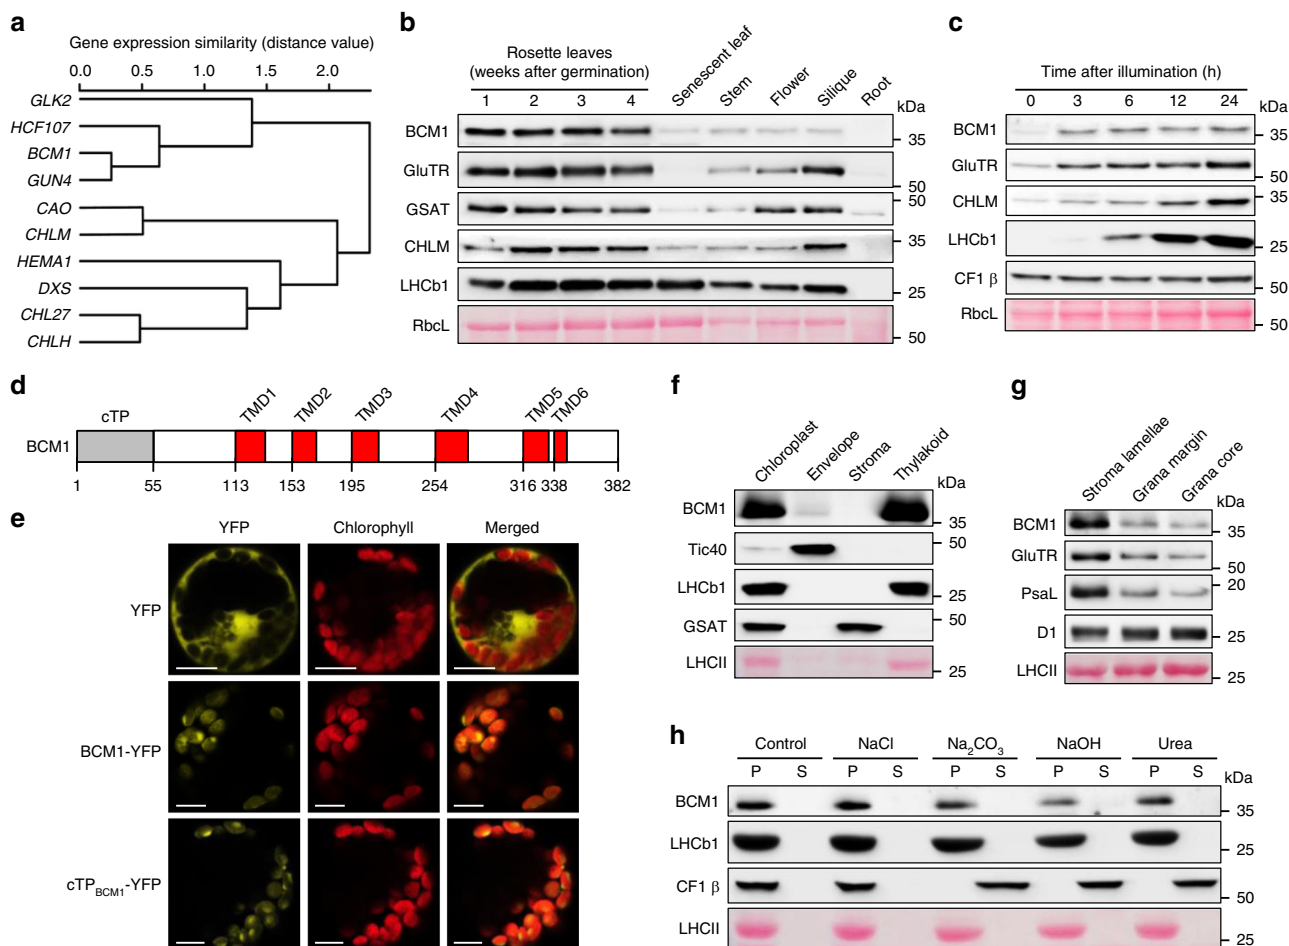 a
Gene expression similarity (distance value)
0.0 0.5 1.0 1.5 2.0
GLK2
HCF107
BCM1
GUN4
CAO
CHLM
HEMA1
DXS
CHL27
CHLH
b
Rosette leaves
(weeks after germination)
1 2 3 4 Senescent leaf Stem Flower Silique Root
kDa
BCM1 35
GluTR 50
GSAT 50
CHLM 35
LHCb1 25
RbcL 50
c
Time after illumination (h)
0 3 6 12 24
kDa
BCM1 35
GluTR 50
CHLM 35
LHCb1 25
CF1 β 50
RbcL 50
d
cTP TMD1 TMD2 TMD3 TMD4 TMD5 TMD6
BCM1
1 55 113 153 195 254 316 338 382
e
YFP Chlorophyll Merged
YFP
BCM1-YFP
cTP_BCM1-YFP
f
Chloroplast Envelope Stroma Thylakoid
kDa
BCM1 35
Tic40 50
LHCb1 25
GSAT 50
LHCII 25
g
Stroma lamellae Grana margin Grana core
kDa
BCM1 35
GluTR 50
PsaL 20
D1 25
LHCII 25
h
Control NaCl Na₂CO₃ NaOH Urea
P S P S P S P S P S
kDa
BCM1 35
LHCb1 25
CF1 β 50
LHCII 25